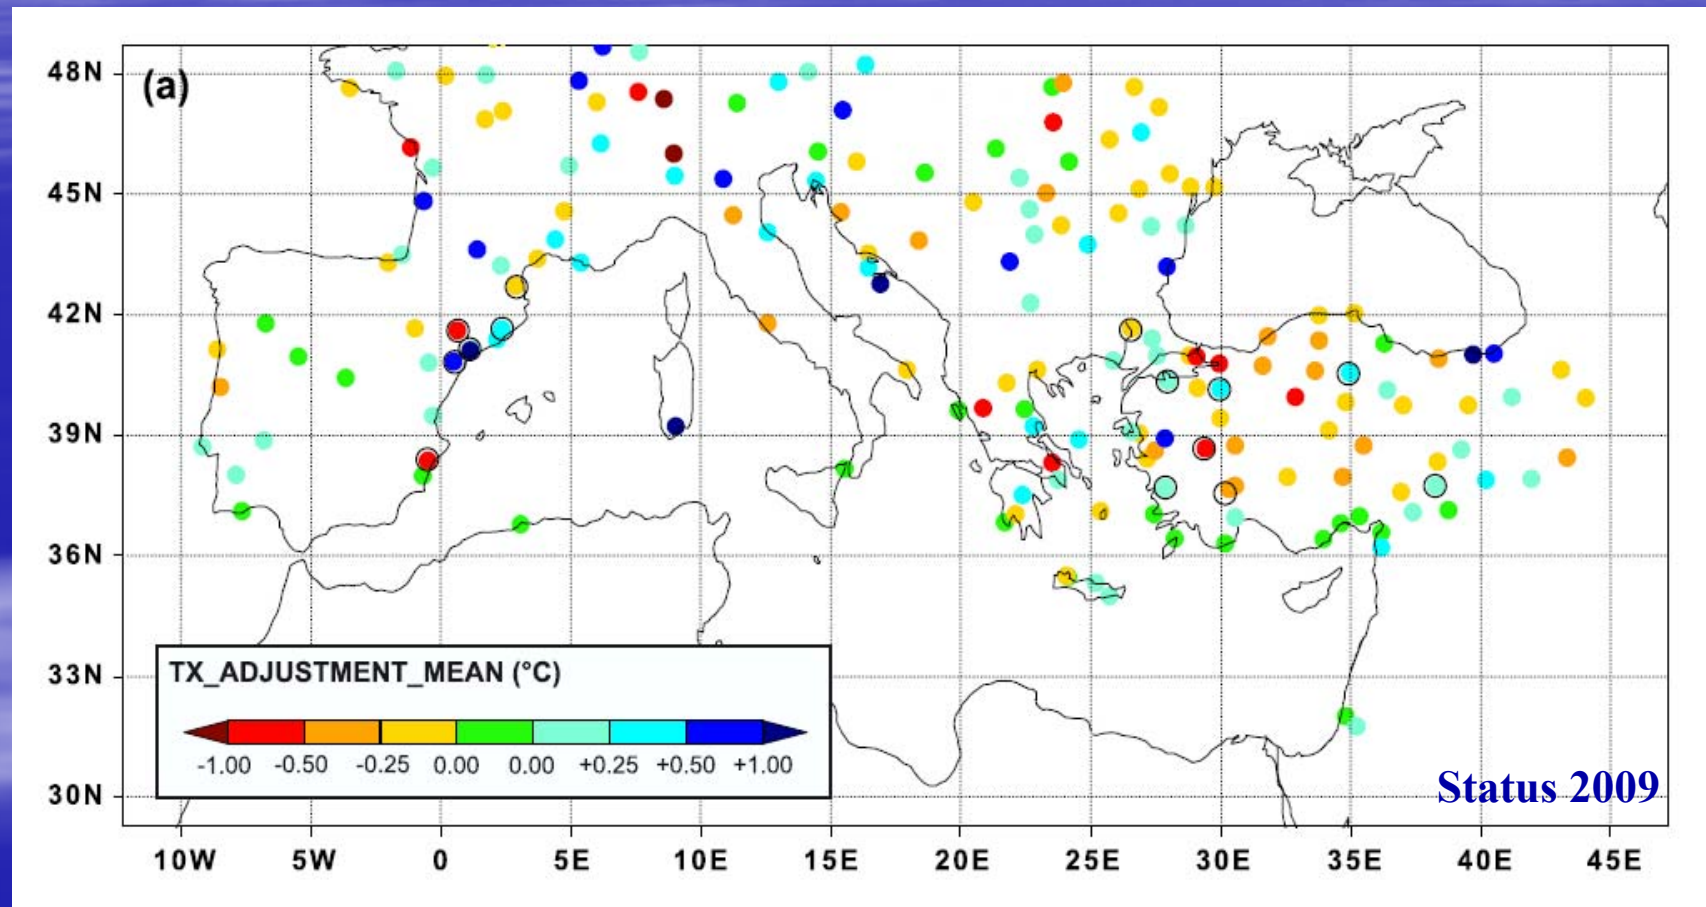 (a)
48N
45N
42N
39N
36N
33N
30N
TX_ADJUSTMENT_MEAN (°C)
-1.00 -0.50 -0.25 0.00 0.00 +0.25 +0.50 +1.00
Status 2009
10W 5W 0 5E 10E 15E 20E 25E 30E 35E 40E 45E